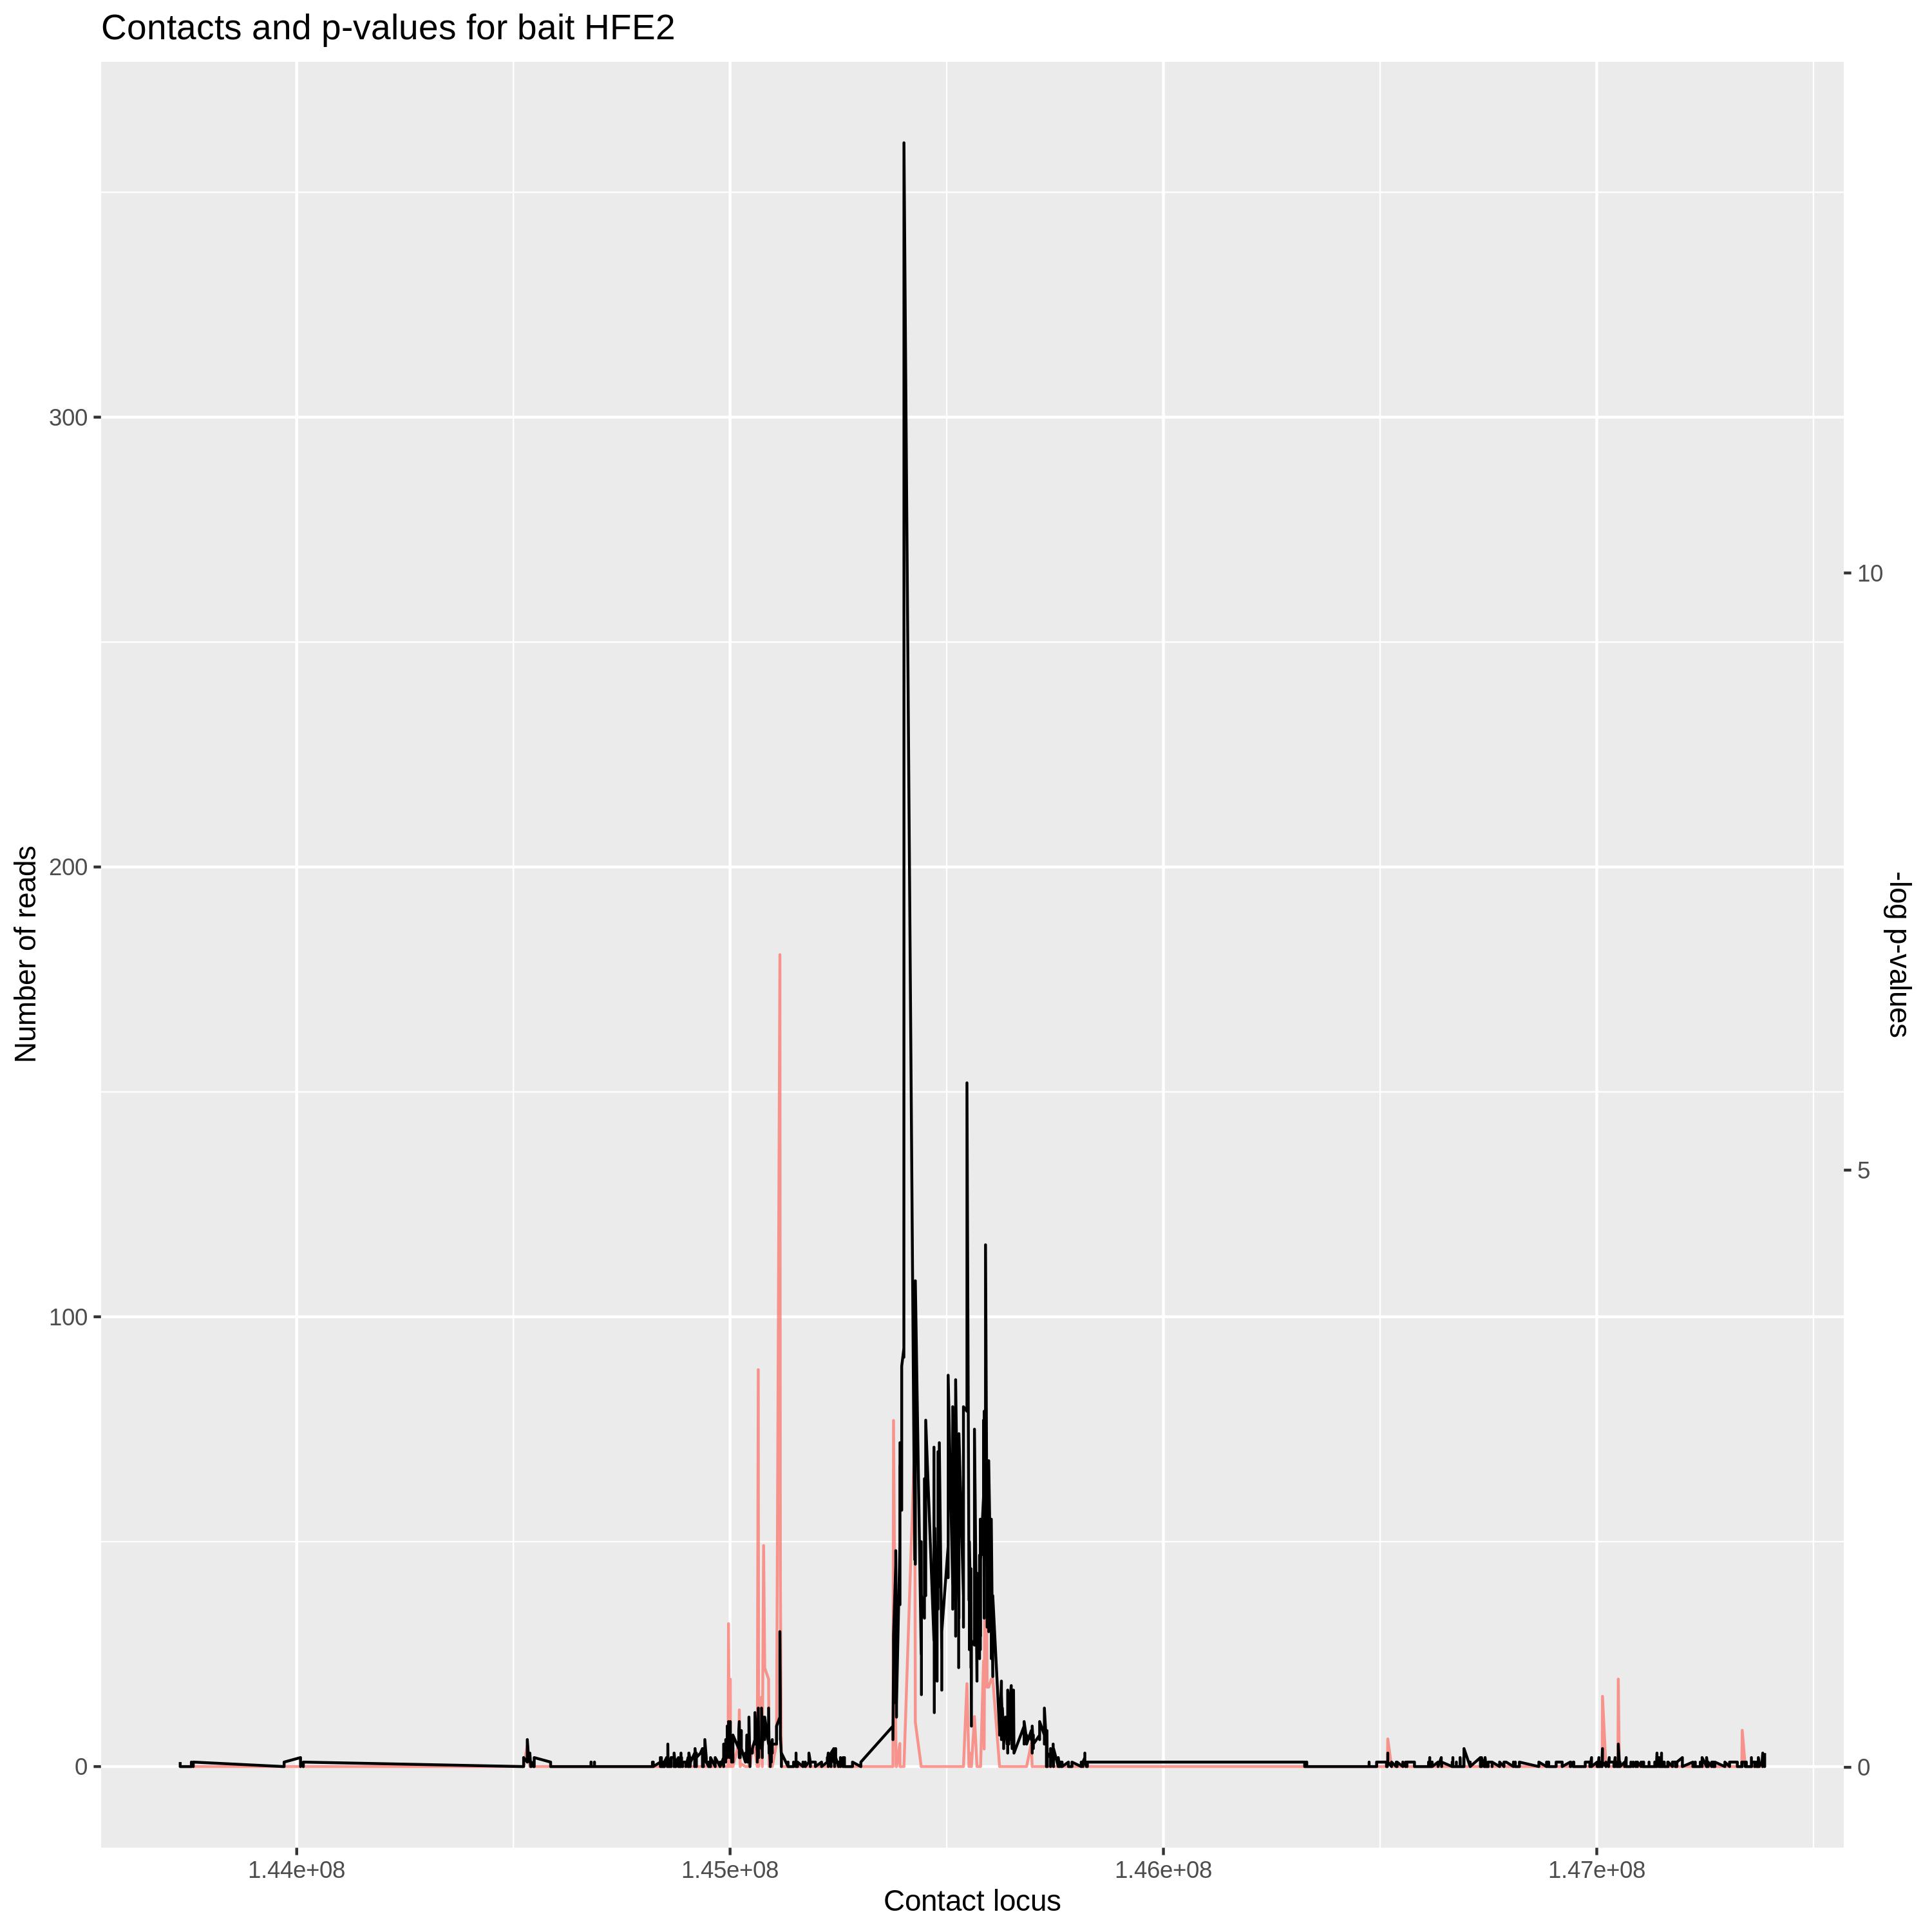 Contacts and p-values for bait HFE2
Number of reads
300
200
100
0
10
5
0
-log p-values
1.44e+08 1.45e+08 1.46e+08 1.47e+08
Contact locus